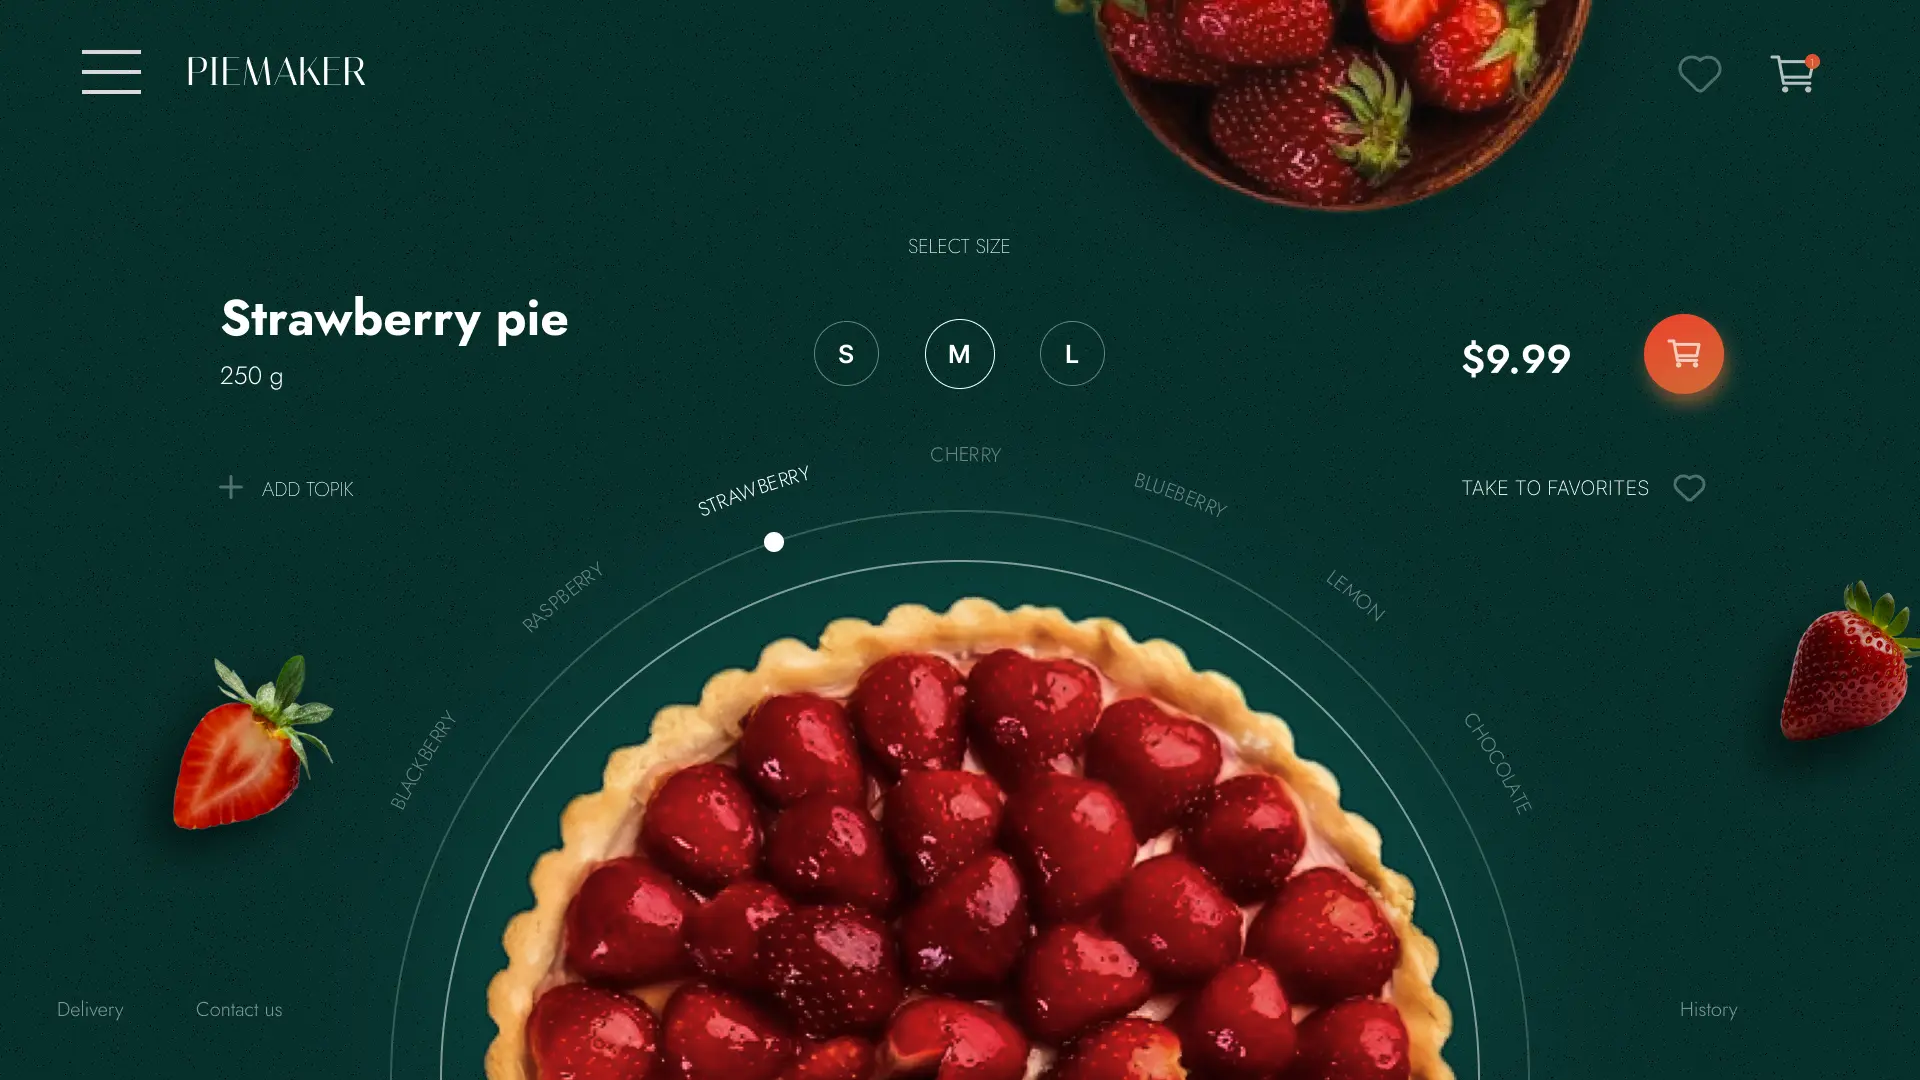 PIEMAKER
1
SELECT SIZE
Strawberry pie
250 g
S
M
L
$9.99
ADD TOPIK
TAKE TO FAVORITES
BLACKBERRY
RASPBERRY
STRAWBERRY
CHERRY
BLUEBERRY
LEMON
CHOCOLATE
Delivery
Contact us
History